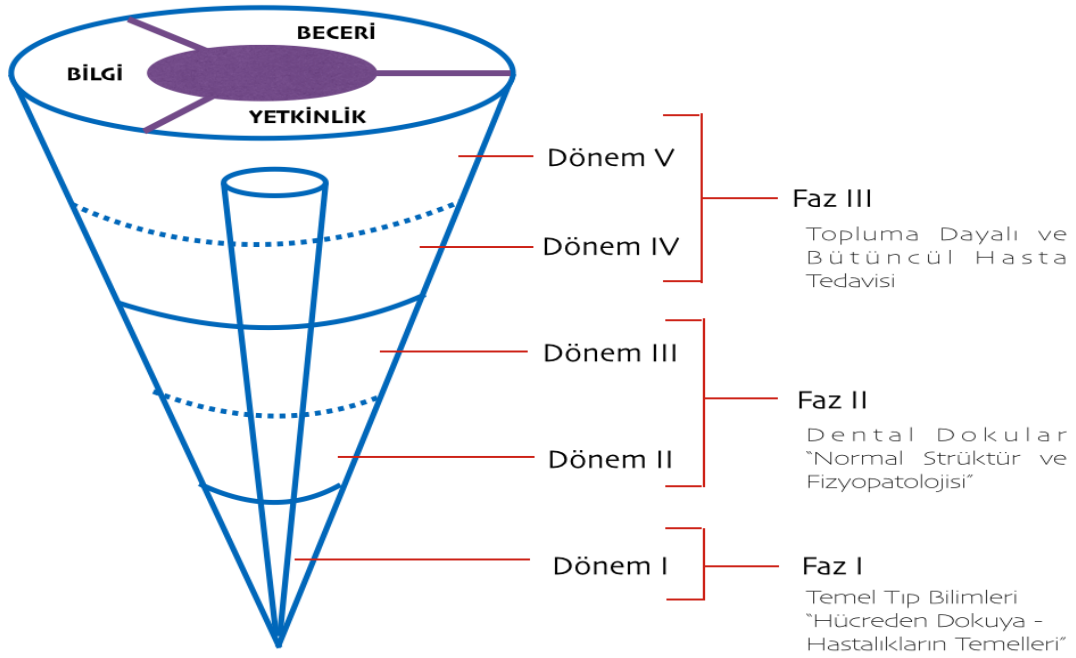 BECERİ
BİLGİ
YETKİNLİK
Dönem V
Faz III
Topluma Dayalı ve
Bütüncül Hasta
Tedavisi
Dönem IV
Dönem III
Faz II
Dental Dokular
“Normal Strüktür ve
Fizyopatolojisi”
Dönem II
Dönem I
Faz I
Temel Tıp Bilimleri
“Hücreden Dokuya -
Hastalıkların Temelleri”